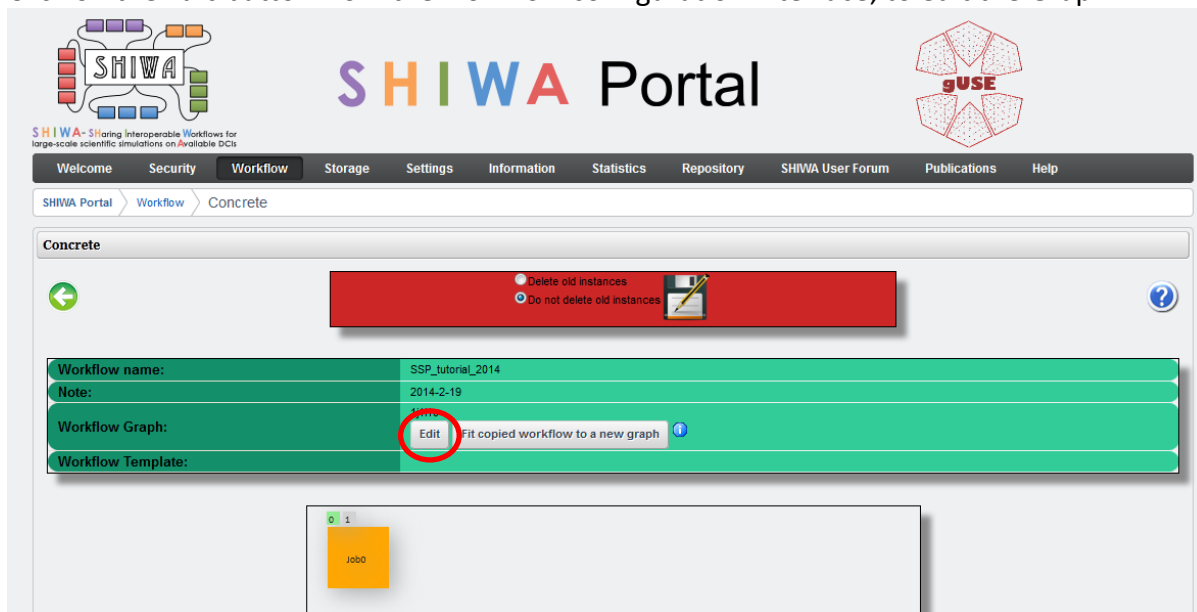 SHIWA
SHIWA Portal
gUSE
SHIWA- SHaring Interoperable Workflows for
large-scale scientific simulations on Available DCIs
Welcome Security Workflow Storage Settings Information Statistics Repository SHIWA User Forum Publications Help
SHIWA Portal Workflow Concrete
Concrete
Delete old instances
Do not delete old instances
Workflow name: SSP_tutorial_2014
Note: 2014-2-19
Workflow Graph:
Edit Fit copied workflow to a new graph
Workflow Template:
0 1
Job0